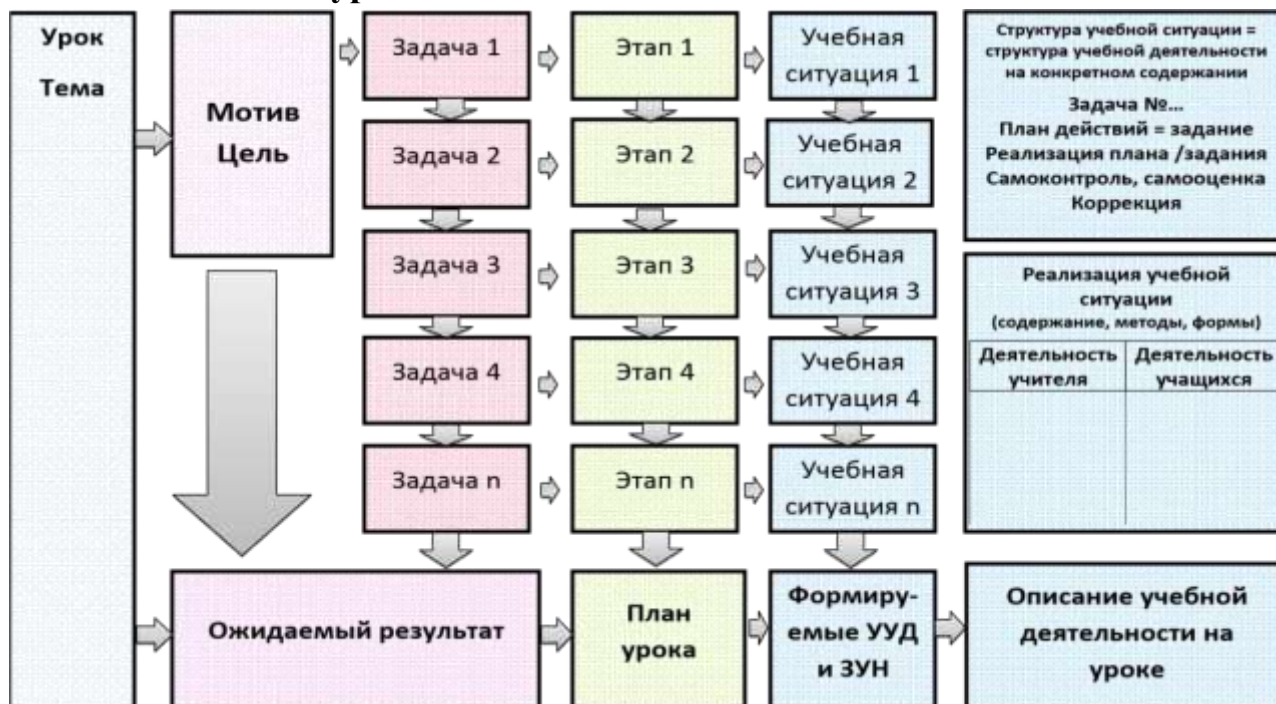 Урок
Тема
Мотив
Цель
Задача 1
Этап 1
Учебная
ситуация 1
Задача 2
Этап 2
Учебная
ситуация 2
Задача 3
Этап 3
Учебная
ситуация 3
Задача 4
Этап 4
Учебная
ситуация 4
Задача n
Этап n
Учебная
ситуация n
Структура учебной ситуации =
структура учебной деятельности
на конкретном содержании
Задача №...
План действий = задание
Реализация плана /задания
Самоконтроль, самооценка
Коррекция
Реализация учебной
ситуации
(содержание, методы, формы)
Деятельность
учителя
Деятельность
учащихся
Ожидаемый результат
План
урока
Формиру-
емые УУД
и ЗУН
Описание учебной
деятельности на
уроке